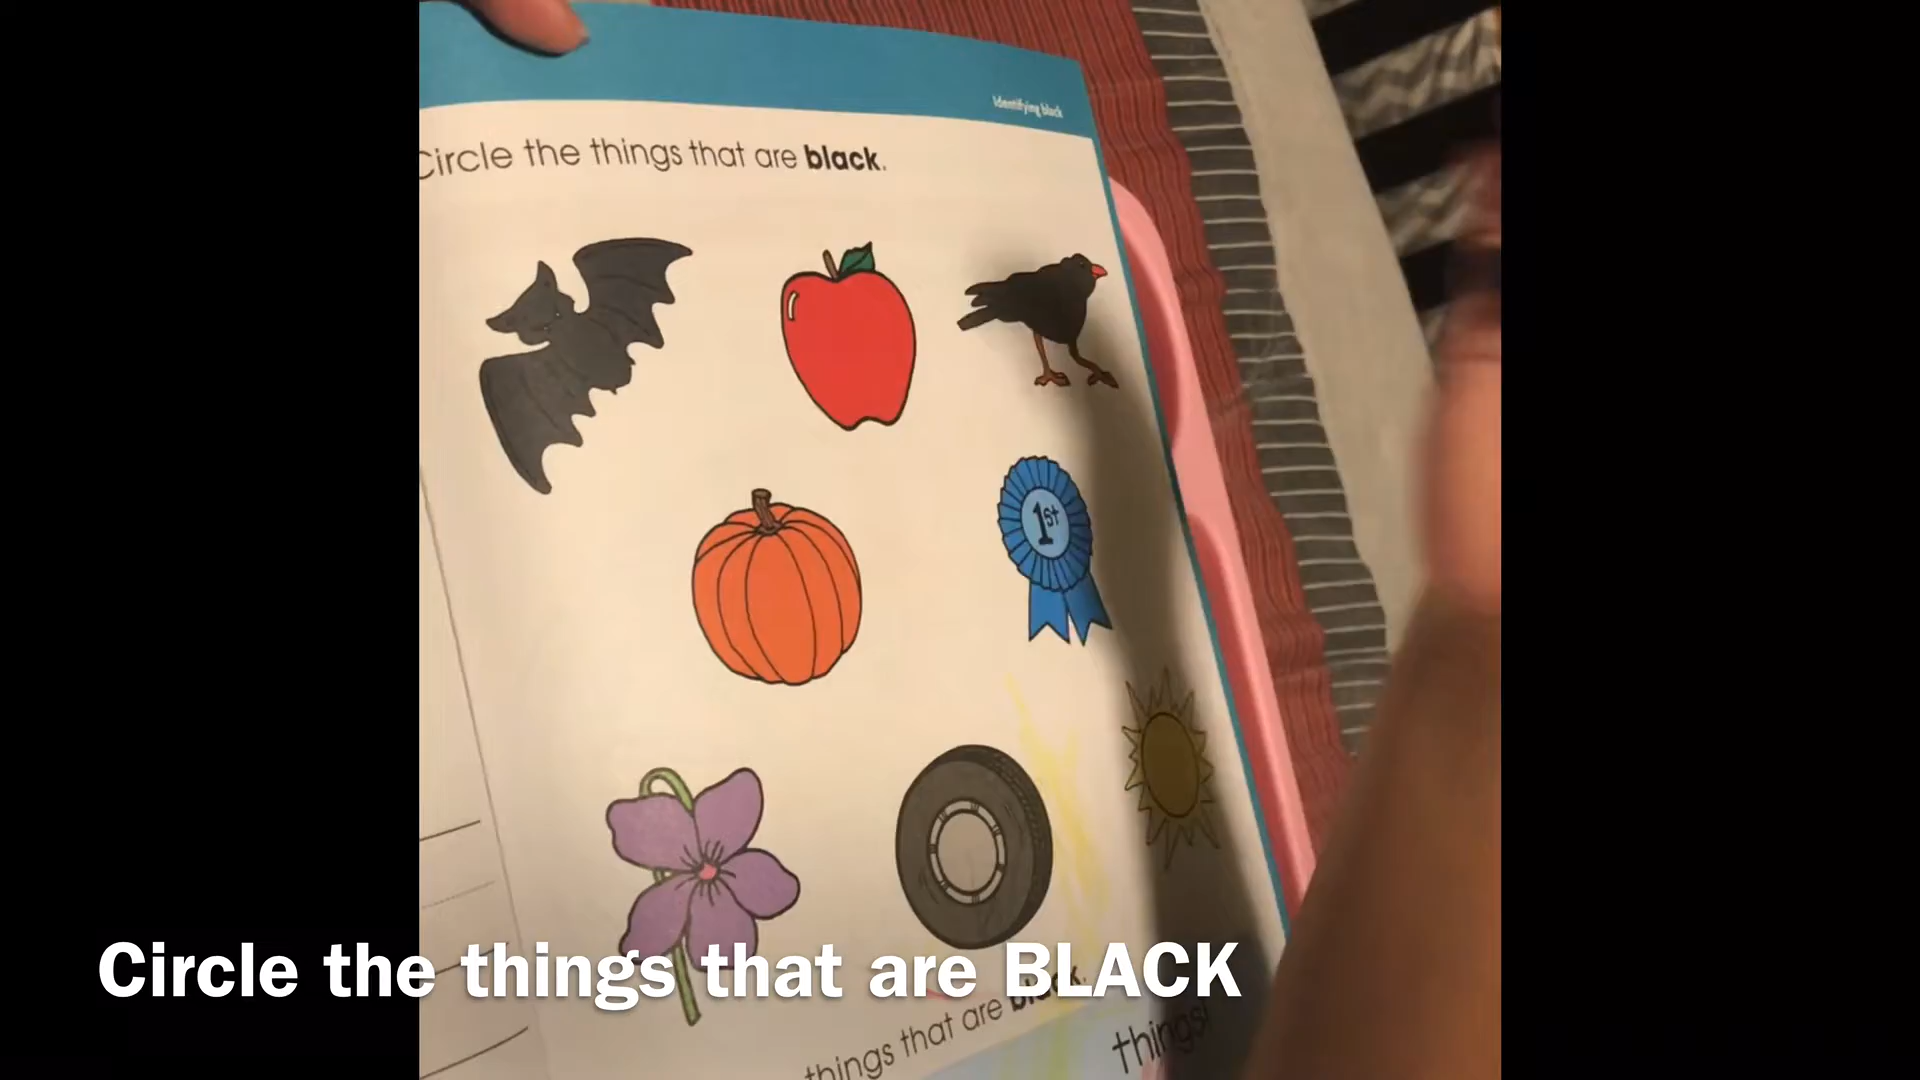 Identifying black
Circle the things that are black.
1st
Circle the things that are BLACK
things that are black.
things!